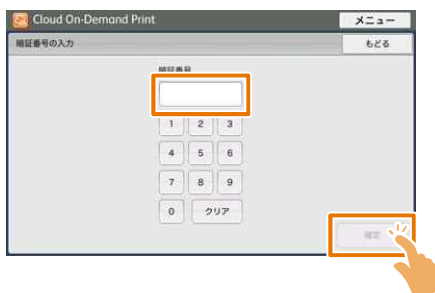 Cloud On-Demand Print
メニュー
暗証番号の入力
もどる
暗証番号
1 2 3
4 5 6
7 8 9
0 クリア
確定